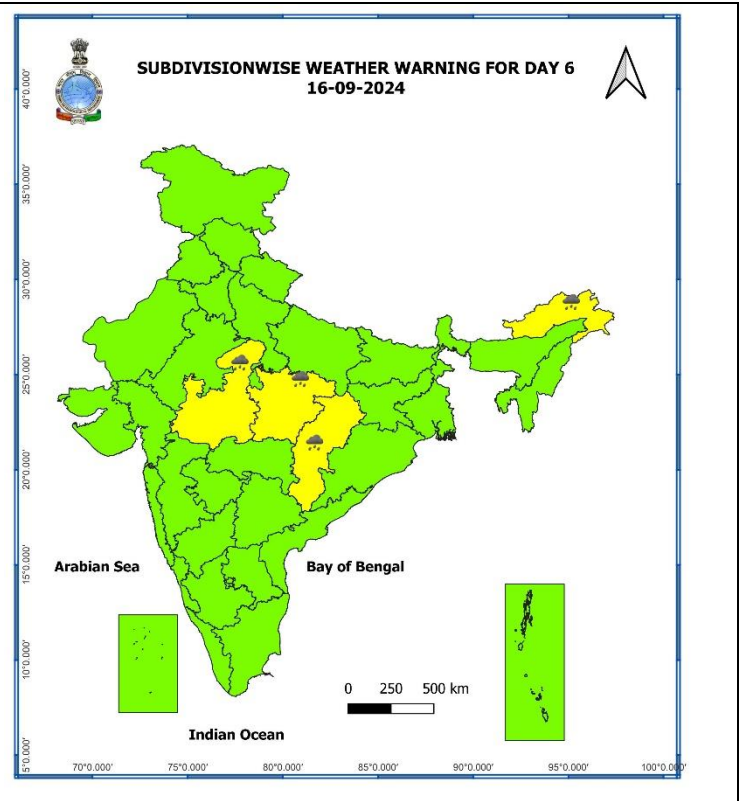 SUBDIVISIONWISE WEATHER WARNING FOR DAY 6
16-09-2024
40°0.000'
35°0.000'
30°0.000'
25°0.000'
20°0.000'
15°0.000'
10°0.000'
5°0.000'
Arabian Sea
Bay of Bengal
0 250 500 km
Indian Ocean
70°0.000' 75°0.000' 80°0.000' 85°0.000' 90°0.000' 95°0.000' 100°0.000'